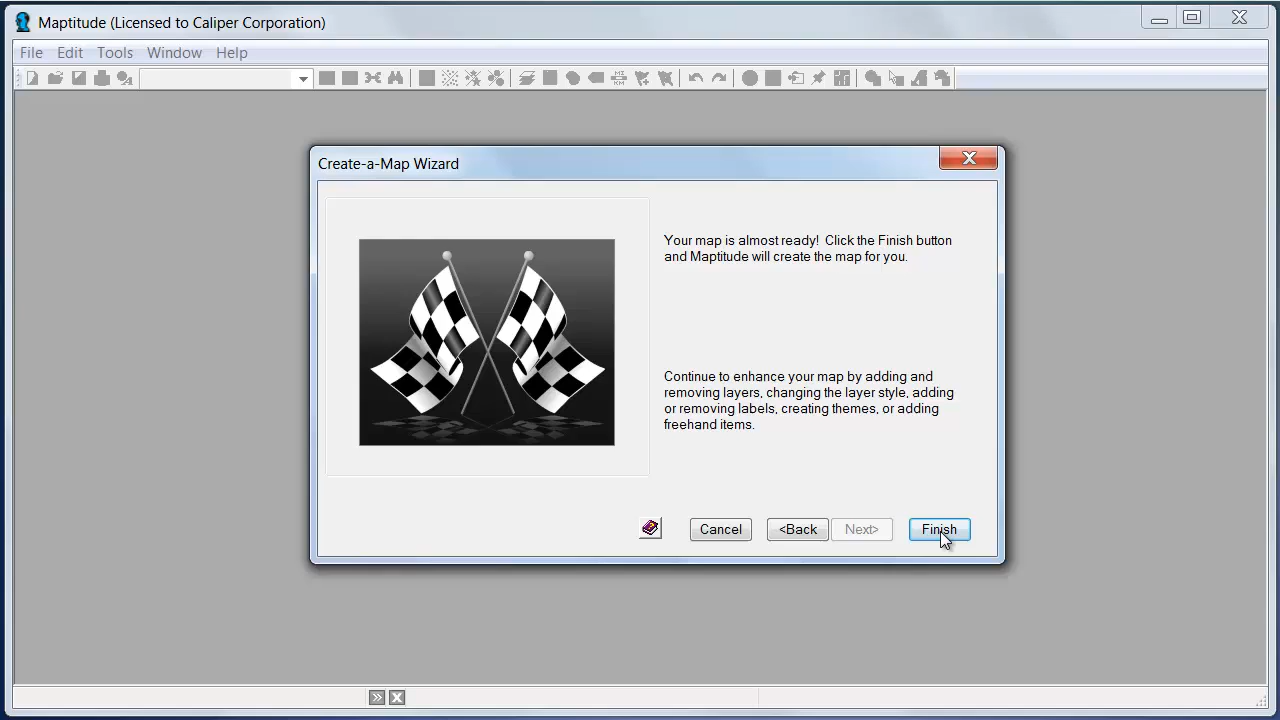 Maptitude (Licensed to Caliper Corporation)
File Edit Tools Window Help
Create-a-Map Wizard
Your map is almost ready! Click the Finish button
and Maptitude will create the map for you.
Continue to enhance your map by adding and
removing layers, changing the layer style, adding
or removing labels, creating themes, or adding
freehand items.
Cancel <Back Next> Finish